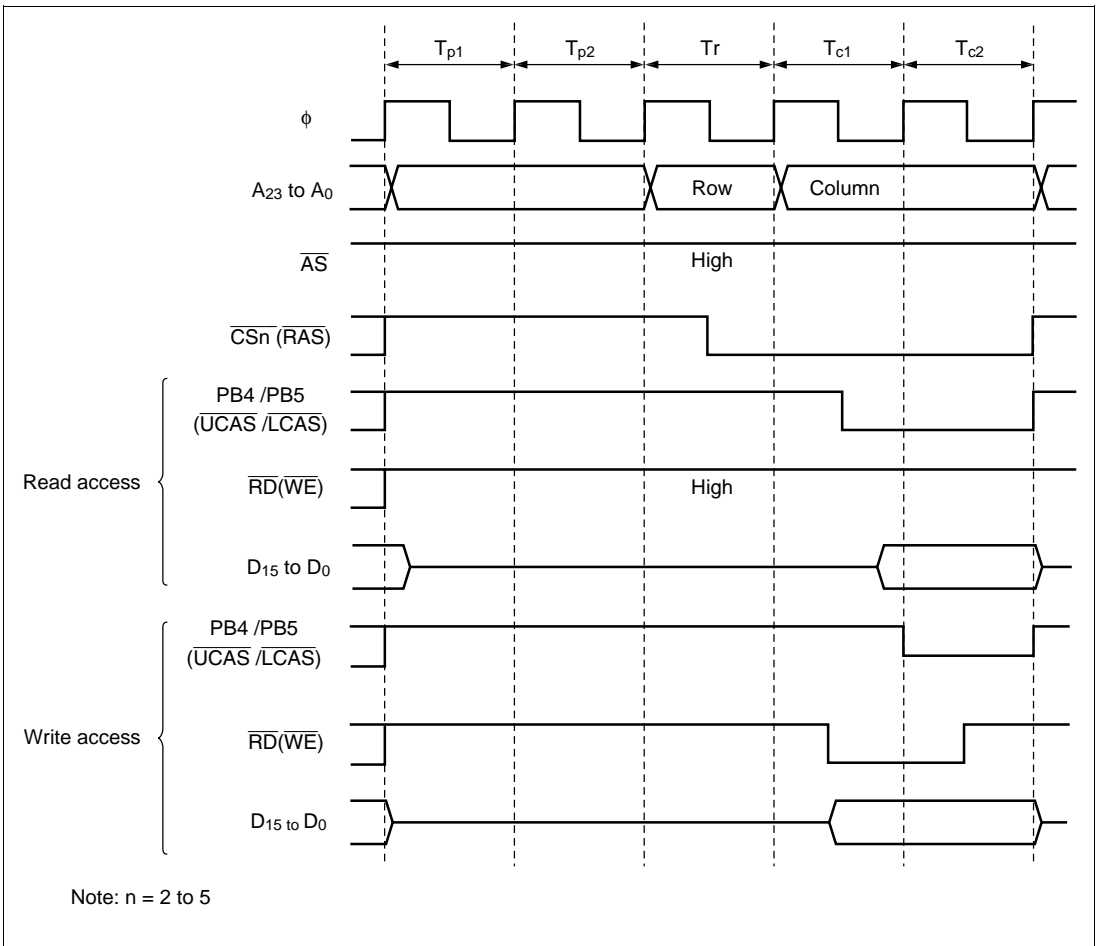 Tp1 Tp2 Tr Tc1 Tc2
ϕ
A23 to A0 Row Column
AS High
CSn (RAS)
PB4 /PB5
(UCAS /LCAS)
Read access
RD(WE) High
D15 to D0
PB4 /PB5
(UCAS /LCAS)
Write access
RD(WE)
D15 to D0
Note: n = 2 to 5